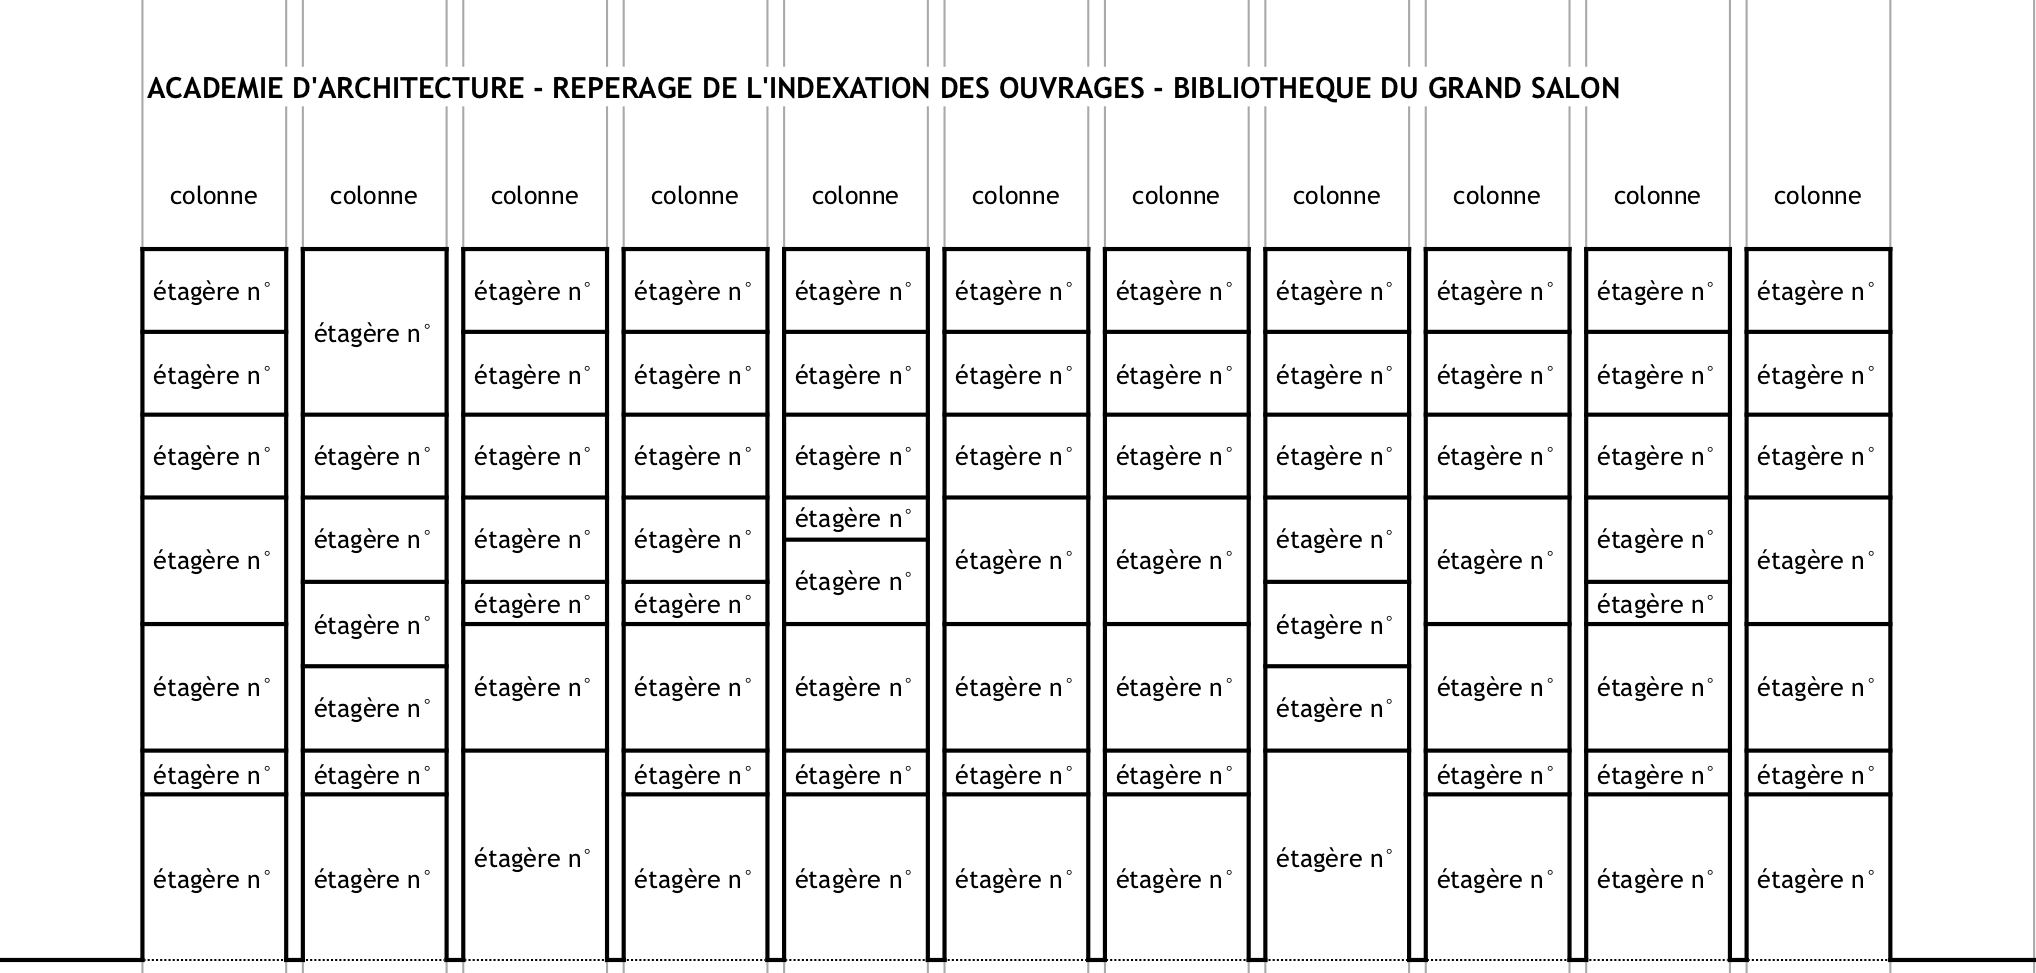 ACADEMIE D'ARCHITECTURE - REPERAGE DE L'INDEXATION DES OUVRAGES - BIBLIOTHEQUE DU GRAND SALON
colonne colonne colonne colonne colonne colonne colonne colonne colonne colonne colonne
étagère n° étagère n° étagère n° étagère n° étagère n° étagère n° étagère n° étagère n° étagère n° étagère n°
étagère n°
étagère n° étagère n° étagère n° étagère n° étagère n° étagère n° étagère n° étagère n° étagère n° étagère n°
étagère n° étagère n° étagère n° étagère n° étagère n° étagère n° étagère n° étagère n° étagère n° étagère n° étagère n°
étagère n°
étagère n° étagère n° étagère n° étagère n° étagère n°
étagère n° étagère n° étagère n° étagère n° étagère n°
étagère n°
étagère n° étagère n° étagère n°
étagère n° étagère n°
étagère n° étagère n° étagère n° étagère n° étagère n° étagère n° étagère n° étagère n° étagère n°
étagère n° étagère n°
étagère n° étagère n° étagère n° étagère n° étagère n° étagère n° étagère n° étagère n° étagère n°
étagère n° étagère n°
étagère n° étagère n° étagère n° étagère n° étagère n° étagère n° étagère n° étagère n° étagère n°